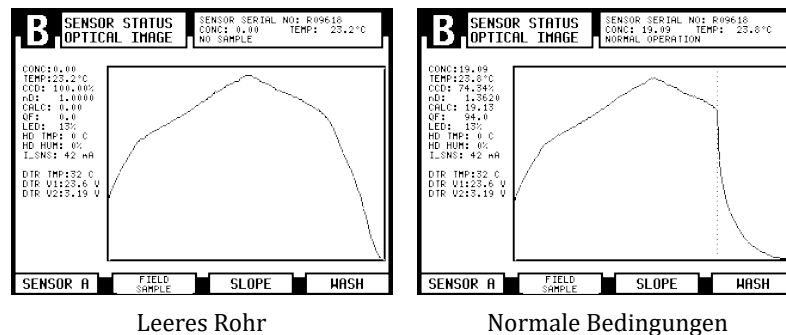 B SENSOR STATUS
OPTICAL IMAGE
SENSOR SERIAL NO: R09618
CONC: 0.00 TEMP: 23.2°C
NO SAMPLE
CONC:0.00
TEMP:23.2°C
CCD: 100.00%
nD: 1.0000
CALC: 0.00
QF: 0.0
LED: 13%
HD TMP: 0 C
HD HUM: 0%
I_SNS: 42 mA
DTR TMP:32 C
DTR V1:23.6 V
DTR V2:3.19 V
SENSOR A
FIELD
SAMPLE
SLOPE
WASH
Leeres Rohr
B SENSOR STATUS
OPTICAL IMAGE
SENSOR SERIAL NO: R09618
CONC: 19.09 TEMP: 23.8°C
NORMAL OPERATION
CONC:19.09
TEMP:23.8°C
CCD: 74.34%
nD: 1.3620
CALC: 19.13
QF: 94.0
LED: 13%
HD TMP: 0 C
HD HUM: 0%
I_SNS: 42 mA
DTR TMP:32 C
DTR V1:23.6 V
DTR V2:3.19 V
SENSOR A
FIELD
SAMPLE
SLOPE
WASH
Normale Bedingungen